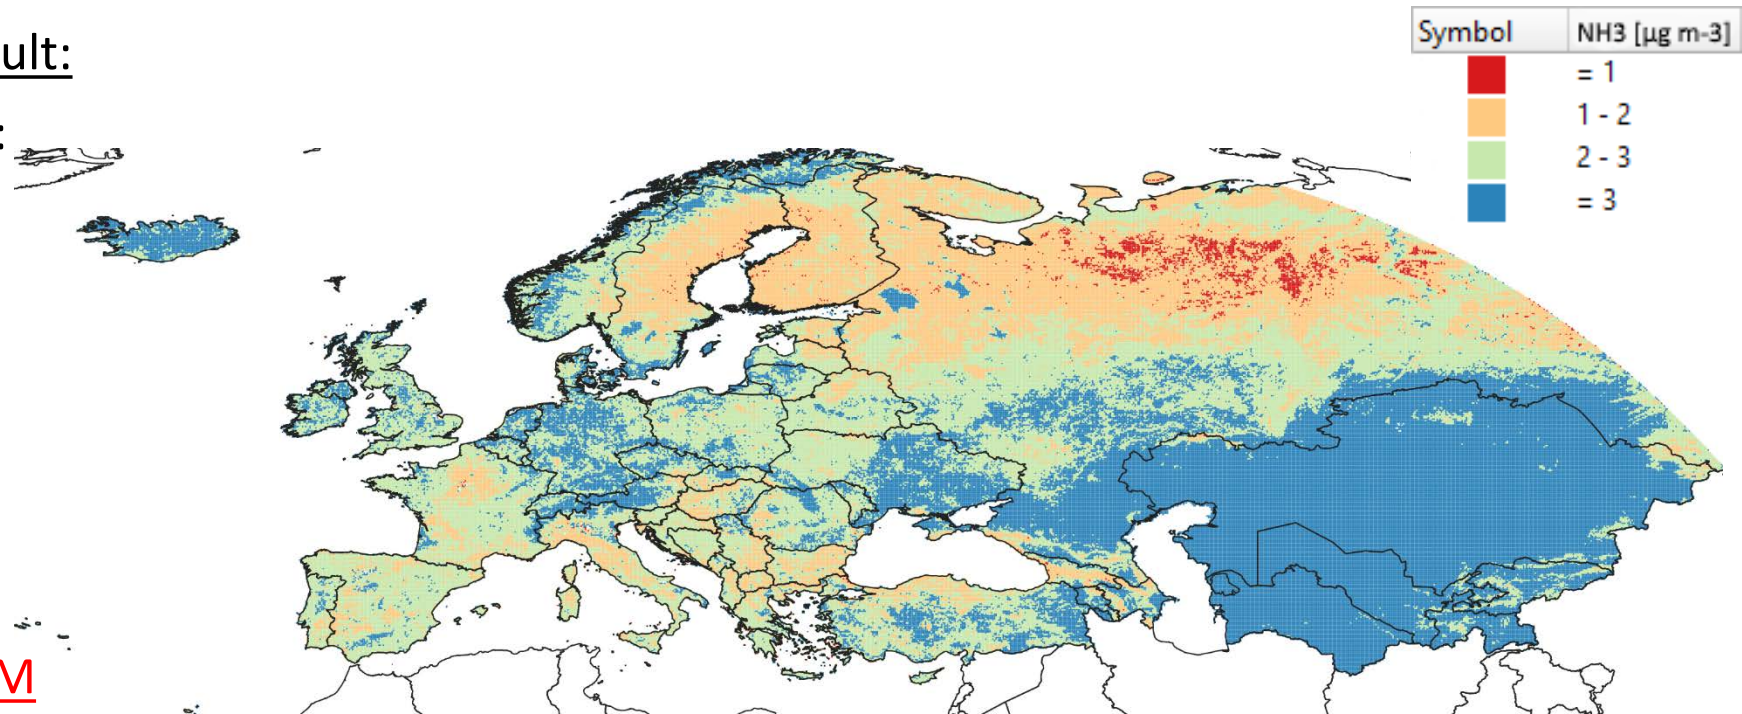 ult:
:
Symbol NH3 [µg m-3]
= 1
1 - 2
2 - 3
= 3
M